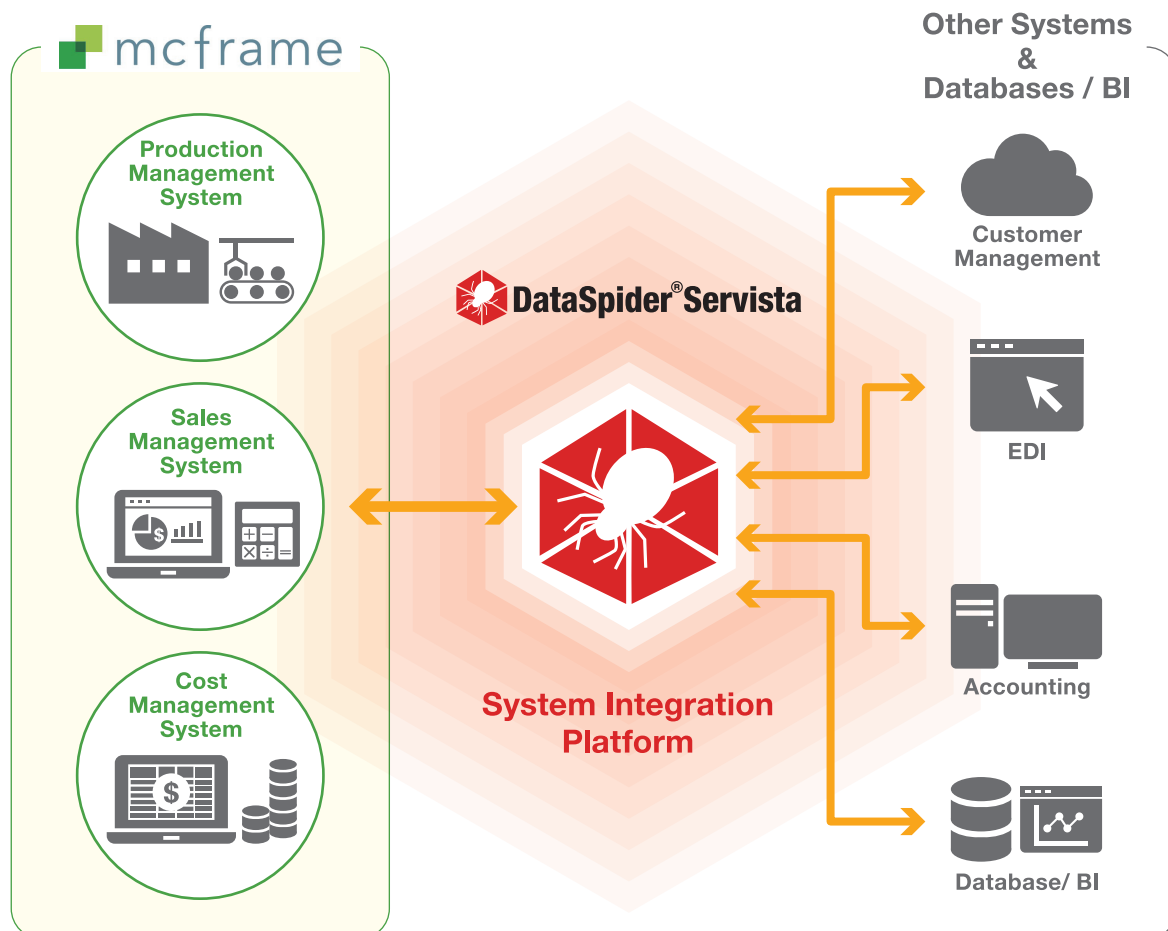 mcframe
Production
Management
System
Sales
Management
System
$
Cost
Management
System
$
DataSpider®Servista
System Integration
Platform
Other Systems
&
Databases / BI
Customer
Management
EDI
Accounting
Database/ BI